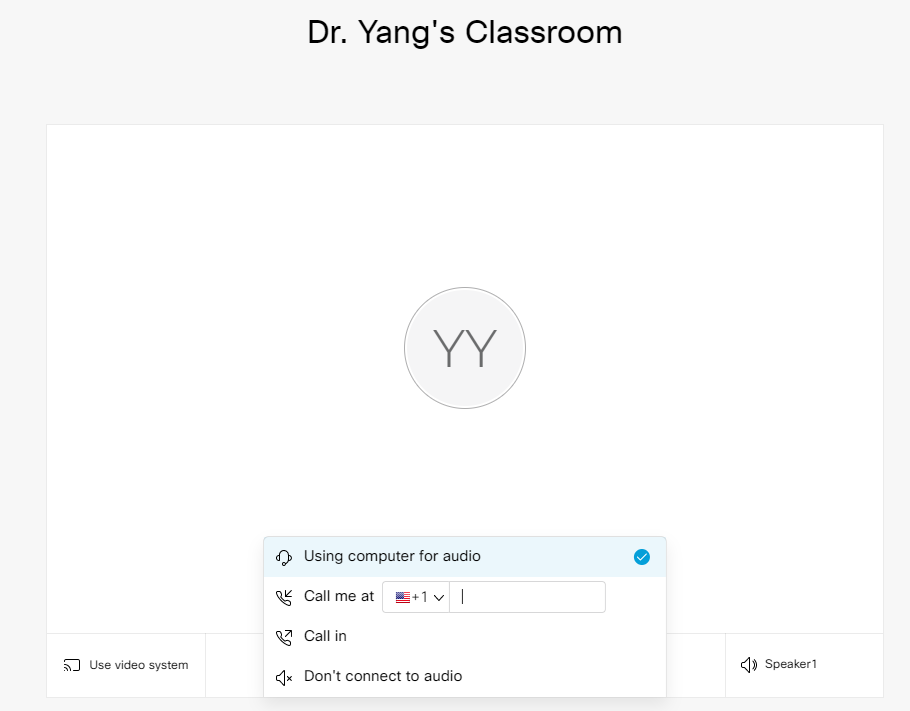 Dr. Yang's Classroom
YY
Using computer for audio
Call me at +1
Call in
Don't connect to audio
Use video system
Speaker1